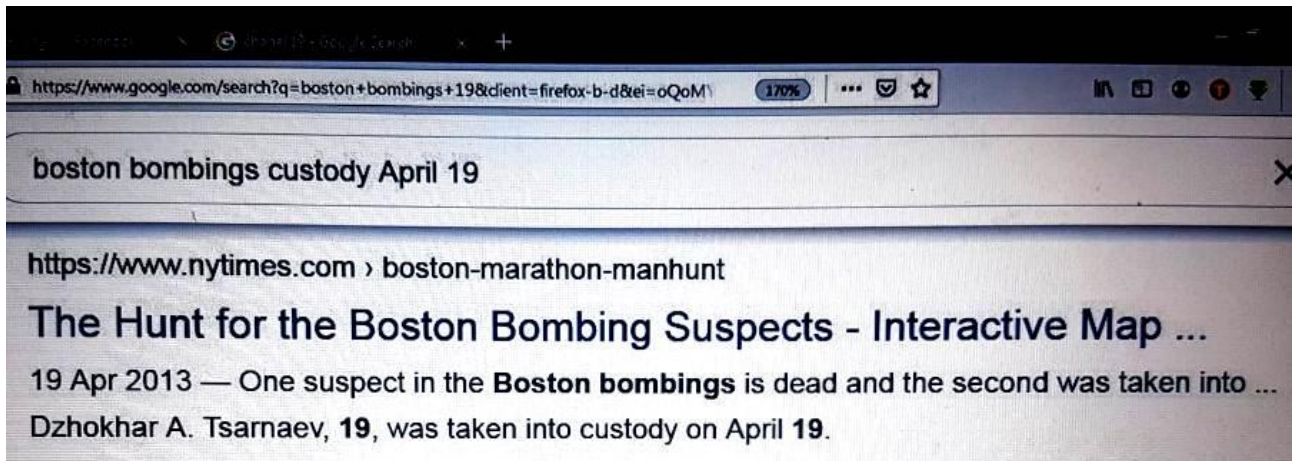 https://www.google.com/search?q=boston+bombings+19&client=firefox-b-d&ei=oQoM 170%
boston bombings custody April 19
https://www.nytimes.com › boston-marathon-manhunt
The Hunt for the Boston Bombing Suspects - Interactive Map ...
19 Apr 2013 — One suspect in the Boston bombings is dead and the second was taken into ...
Dzhokhar A. Tsarnaev, 19, was taken into custody on April 19.